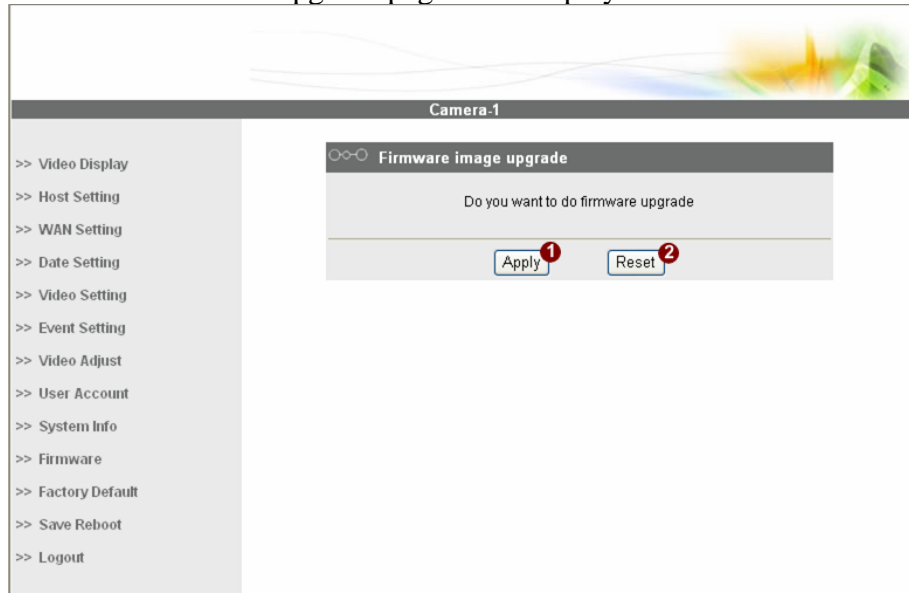 Camera-1
>> Video Display
>> Host Setting
>> WAN Setting
>> Date Setting
>> Video Setting
>> Event Setting
>> Video Adjust
>> User Account
>> System Info
>> Firmware
>> Factory Default
>> Save Reboot
>> Logout
Firmware image upgrade
Do you want to do firmware upgrade
Apply 1
Reset 2